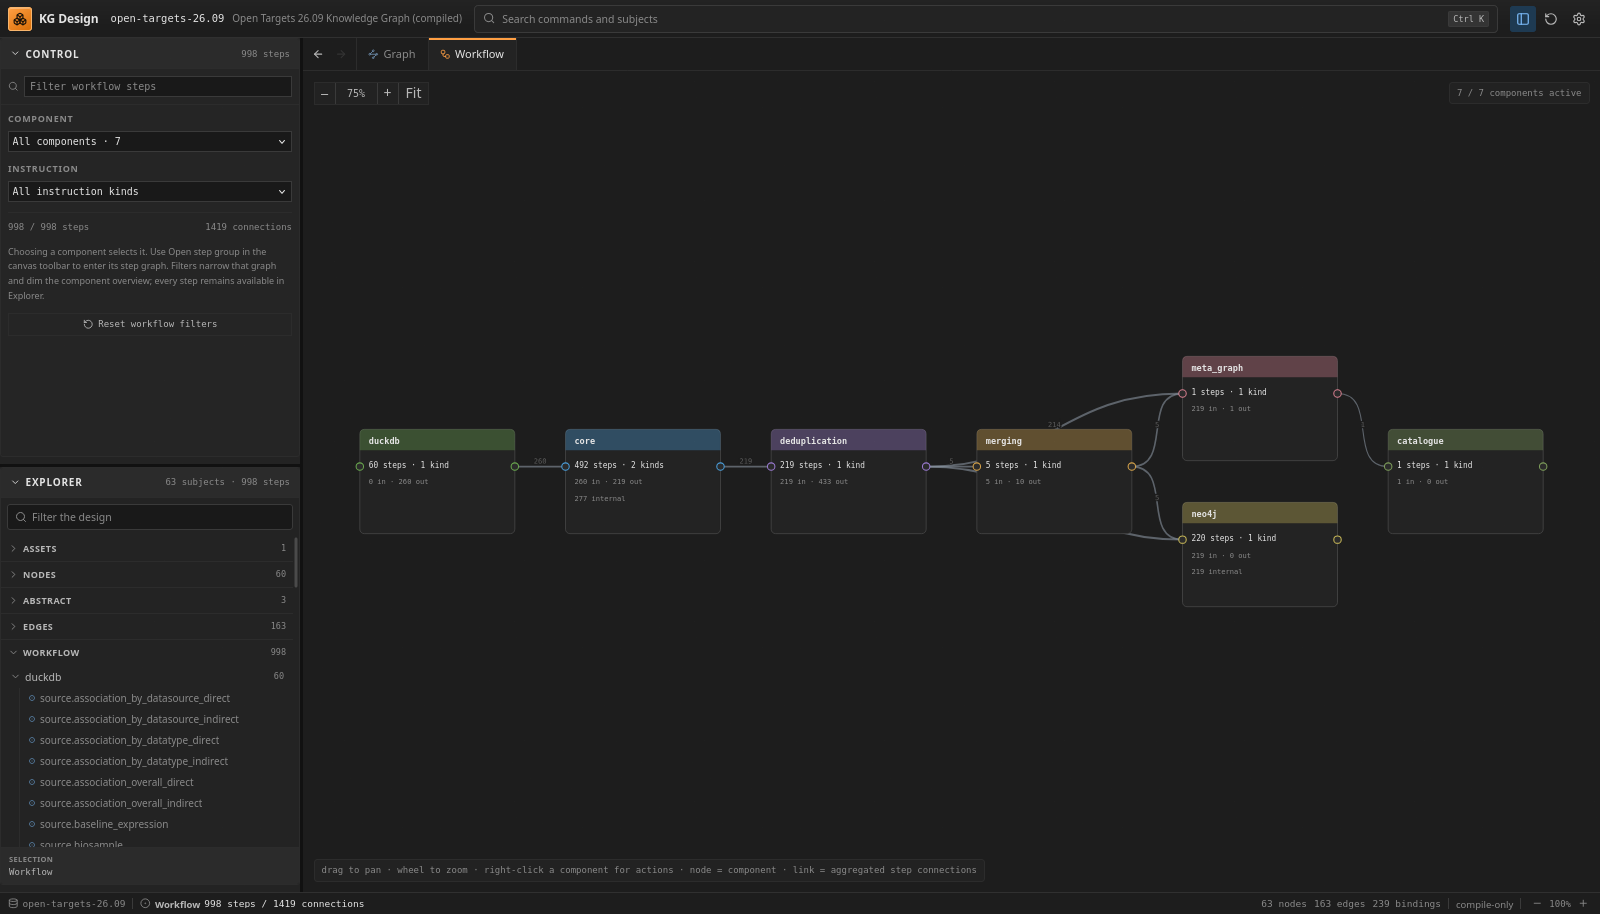 KG Design open-targets-26.09 Open Targets 26.09 Knowledge Graph (compiled)
Search commands and subjects
Ctrl K
CONTROL
998 steps
Filter workflow steps
COMPONENT
All components · 7
INSTRUCTION
All instruction kinds
998 / 998 steps
1419 connections
Choosing a component selects it. Use Open step group in the
canvas toolbar to enter its step graph. Filters narrow that graph
and dim the component overview; every step remains available in
Explorer.
Reset workflow filters
EXPLORER
63 subjects · 998 steps
Filter the design
ASSETS
1
NODES
60
ABSTRACT
3
EDGES
163
WORKFLOW
998
duckdb
60
source.association_by_datasource_direct
source.association_by_datasource_indirect
source.association_by_datatype_direct
source.association_by_datatype_indirect
source.association_overall_direct
source.association_overall_indirect
source.baseline_expression
source.biosample
SELECTION
Workflow
Graph
Workflow
– 75% + Fit
7 / 7 components active
duckdb
60 steps · 1 kind
0 in · 260 out
260
core
492 steps · 2 kinds
260 in · 219 out
277 internal
219
deduplication
219 steps · 1 kind
219 in · 433 out
5
214
merging
5 steps · 1 kind
5 in · 10 out
5
5
meta_graph
1 steps · 1 kind
219 in · 1 out
1
neo4j
220 steps · 1 kind
219 in · 0 out
219 internal
catalogue
1 steps · 1 kind
1 in · 0 out
drag to pan · wheel to zoom · right-click a component for actions · node = component · link = aggregated step connections
open-targets-26.09
Workflow 998 steps / 1419 connections
63 nodes 163 edges 239 bindings
compile-only
– 100% +